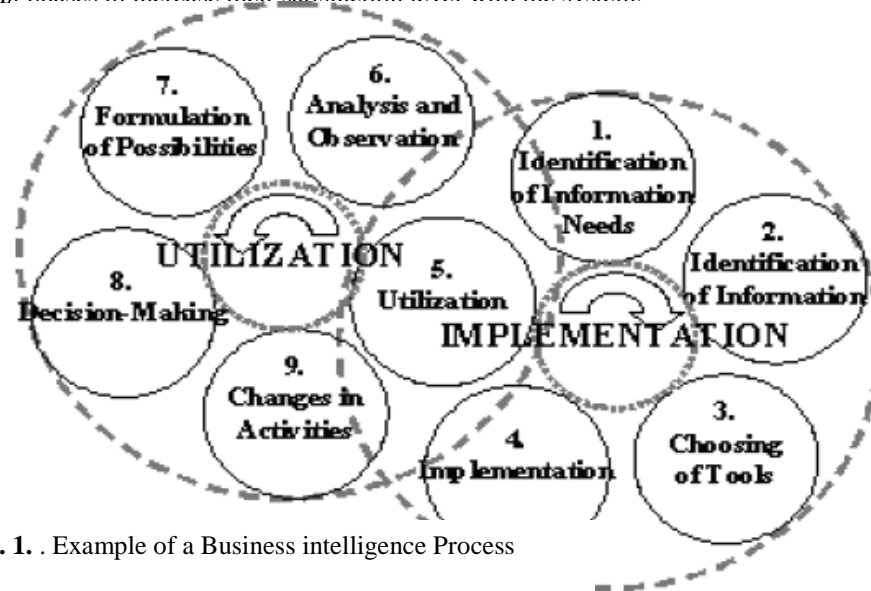 7.
Formulation
of Possibilities
6.
Analysis and
Observation
1.
Identification
of Information
Needs
2.
Identification
of Information
UTILIZATION
8.
Decision-Making
5.
Utilization
IMPLEMENTATION
9.
Changes in
Activities
4.
Implementation
3.
Choosing
of Tools
. 1. . Example of a Business intelligence Process